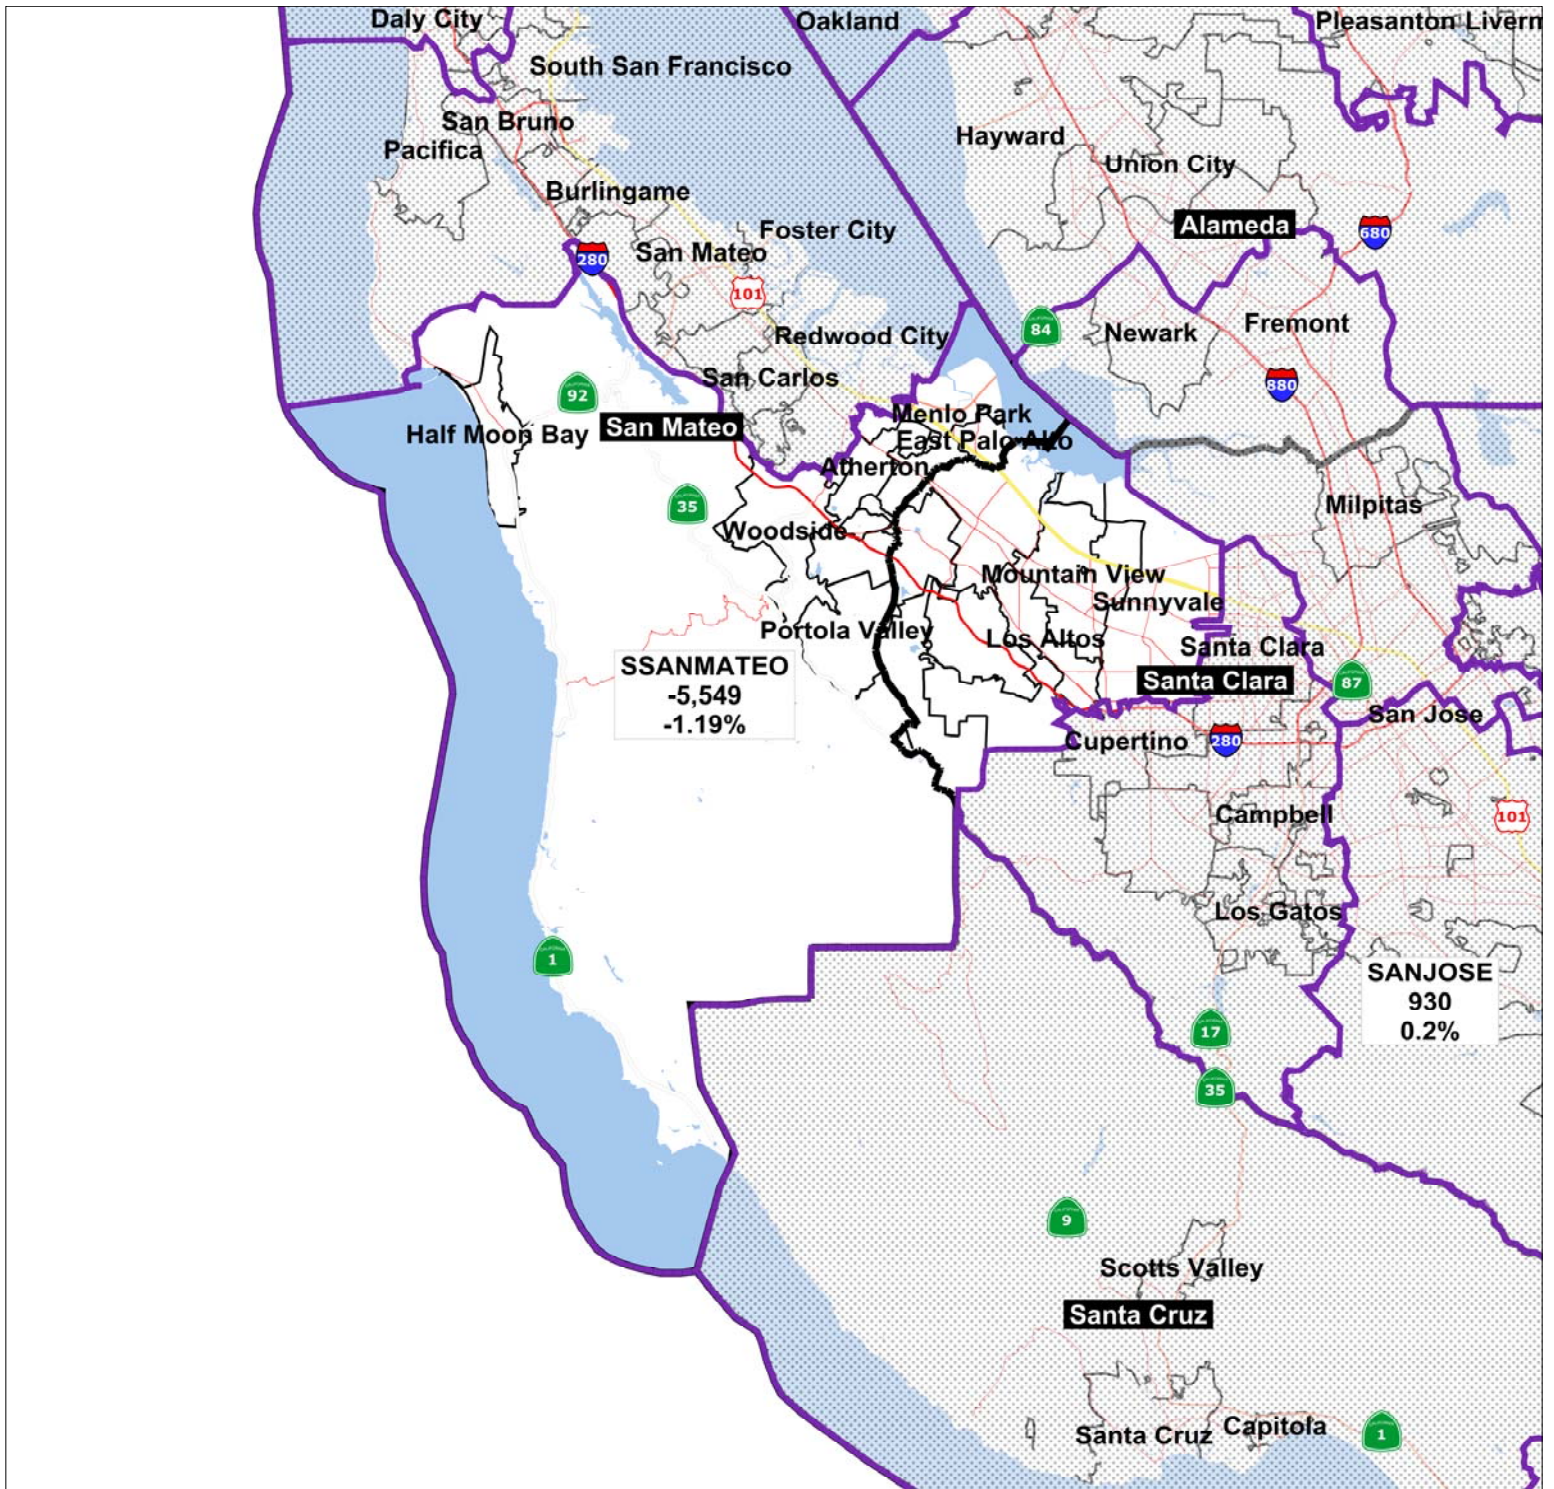 Daly City
Oakland
Pleasanton Liverm
South San Francisco
San Bruno
Pacifica
Hayward
Union City
Burlingame
Alameda
Foster City
680
San Mateo
280
101
84
Newark
Fremont
Redwood City
880
San Carlos
92
Menlo Park
Half Moon Bay
San Mateo
East Palo Alto
Atherton
35
Milpitas
Woodside
Mountain View
Sunnyvale
Portola Valley
Los Altos
Santa Clara
SSANMATEO
-5,549
-1.19%
Santa Clara
87
San Jose
Cupertino
280
Campbell
101
Los Gatos
1
SANJOSE
930
0.2%
17
35
9
Scotts Valley
Santa Cruz
Santa Cruz
Capitola
1